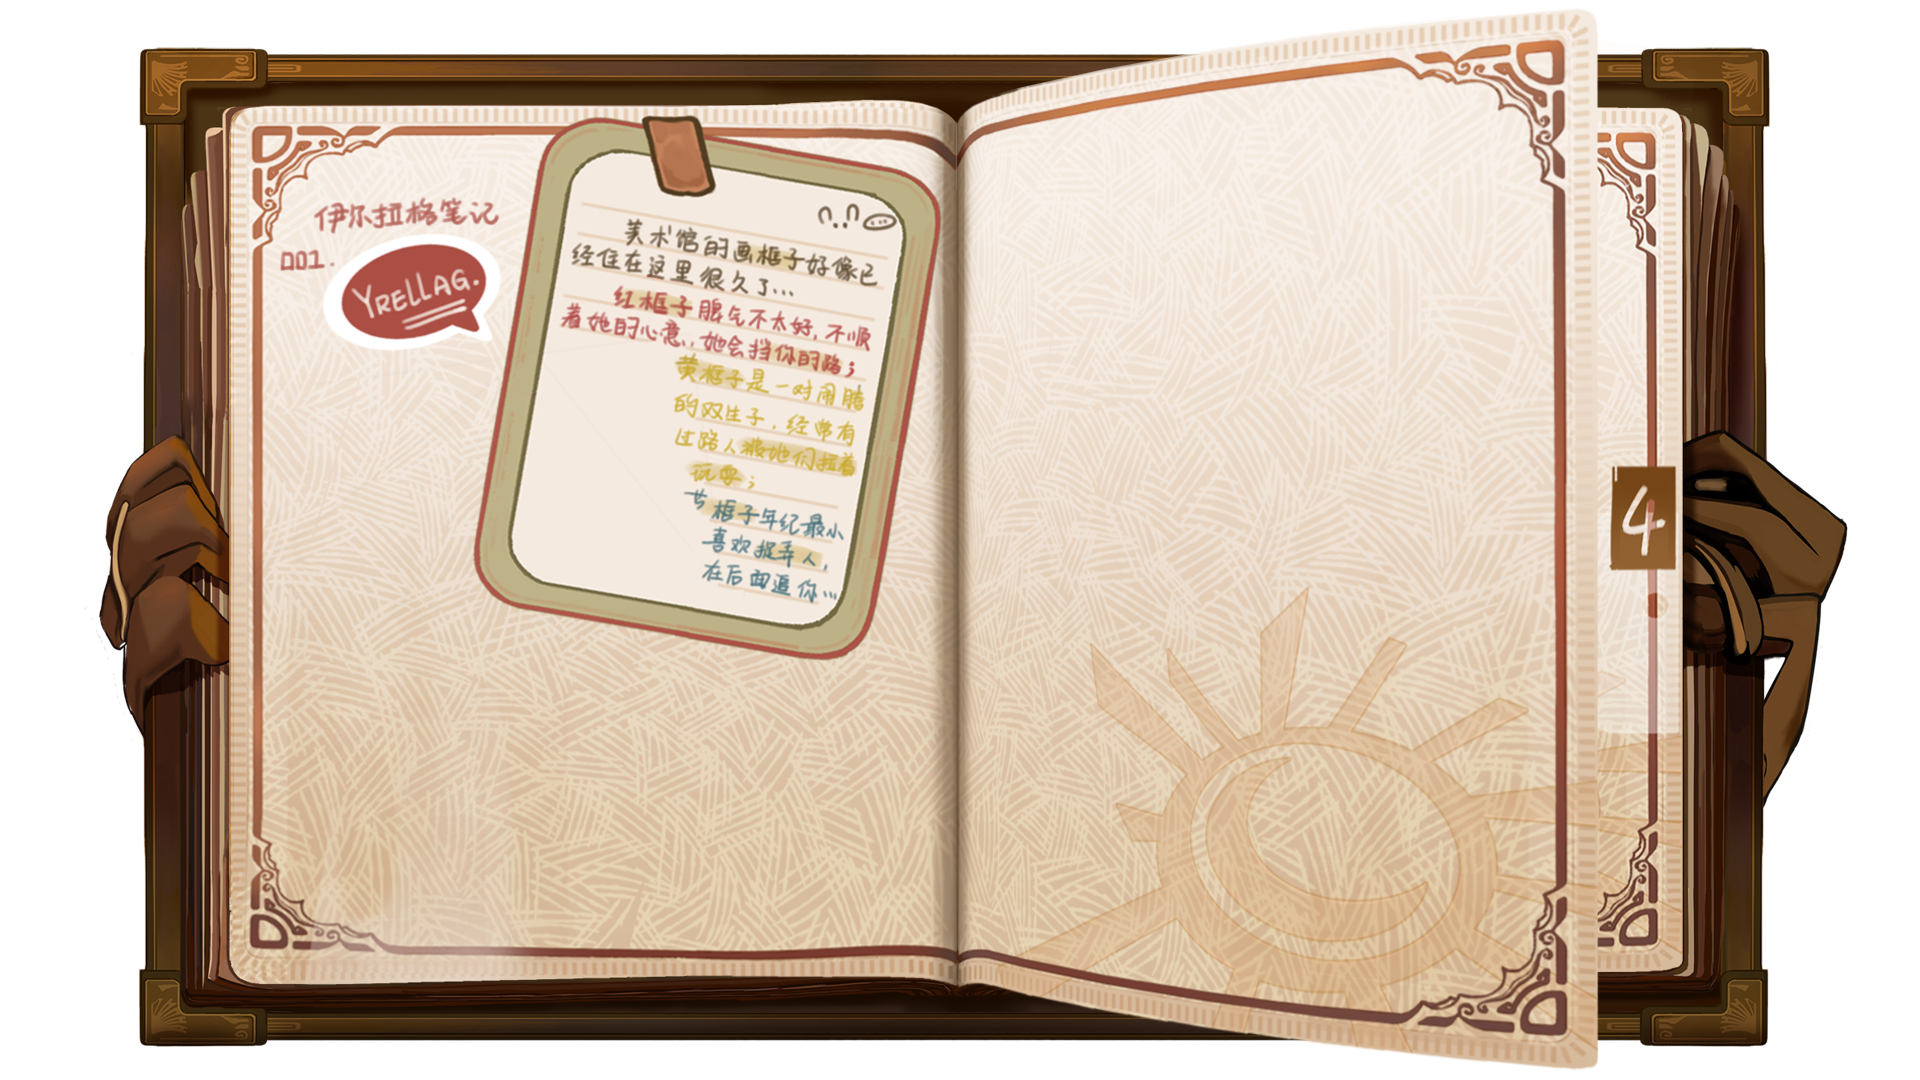 伊尔拉格笔记
001.
YRELLAG.
美术馆的画框子好像已
经住在这里很久了...
红框子脾气不太好,不顺
着她的心意..她会挡你的路;
黄框子是一对闹腾
的双生子,经常有
过路人被她们拉着
玩耍;
框子年纪最小
喜欢捉弄人,
在后面追你...
4